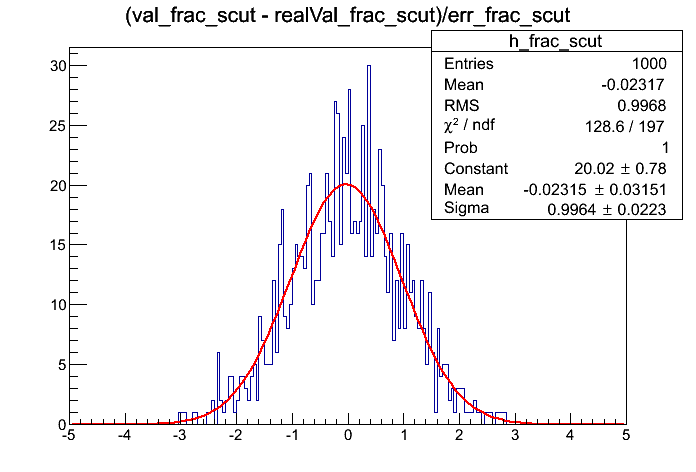 (val_frac_scut - realVal_frac_scut)/err_frac_scut
h_frac_scut
Entries 1000
Mean -0.02317
RMS 0.9968
χ² / ndf 128.6 / 197
Prob 1
Constant 20.02 ± 0.78
Mean -0.02315 ± 0.03151
Sigma 0.9964 ± 0.0223
30
25
20
15
10
5
0
-5 -4 -3 -2 -1 0 1 2 3 4 5